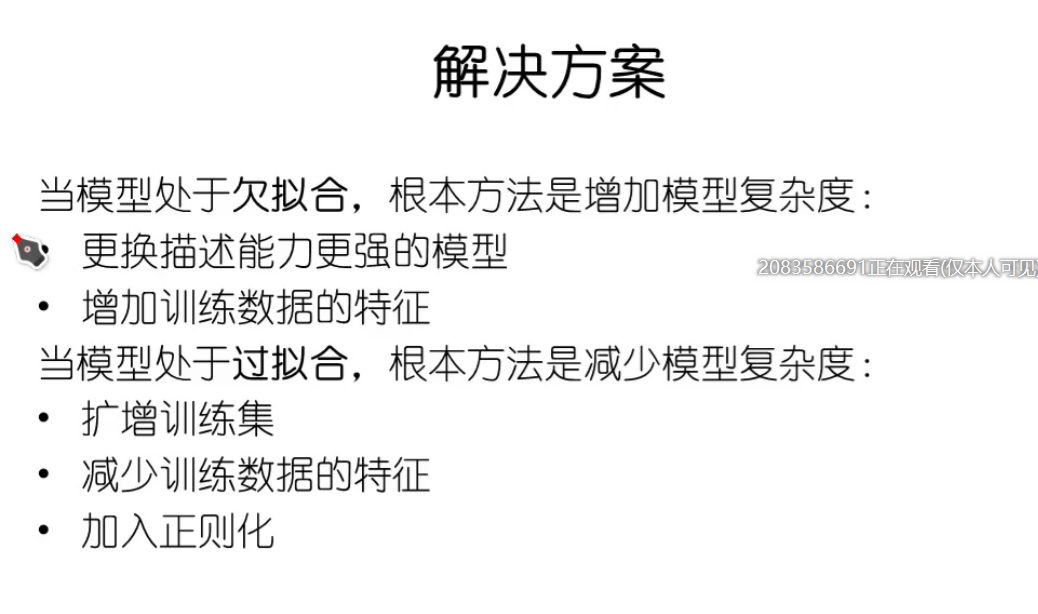 解决方案
当模型处于欠拟合，根本方法是增加模型复杂度：
更换描述能力更强的模型
2083586691正在观看(仅本人可见)
• 增加训练数据的特征
当模型处于过拟合，根本方法是减少模型复杂度：
• 扩增训练集
• 减少训练数据的特征
• 加入正则化